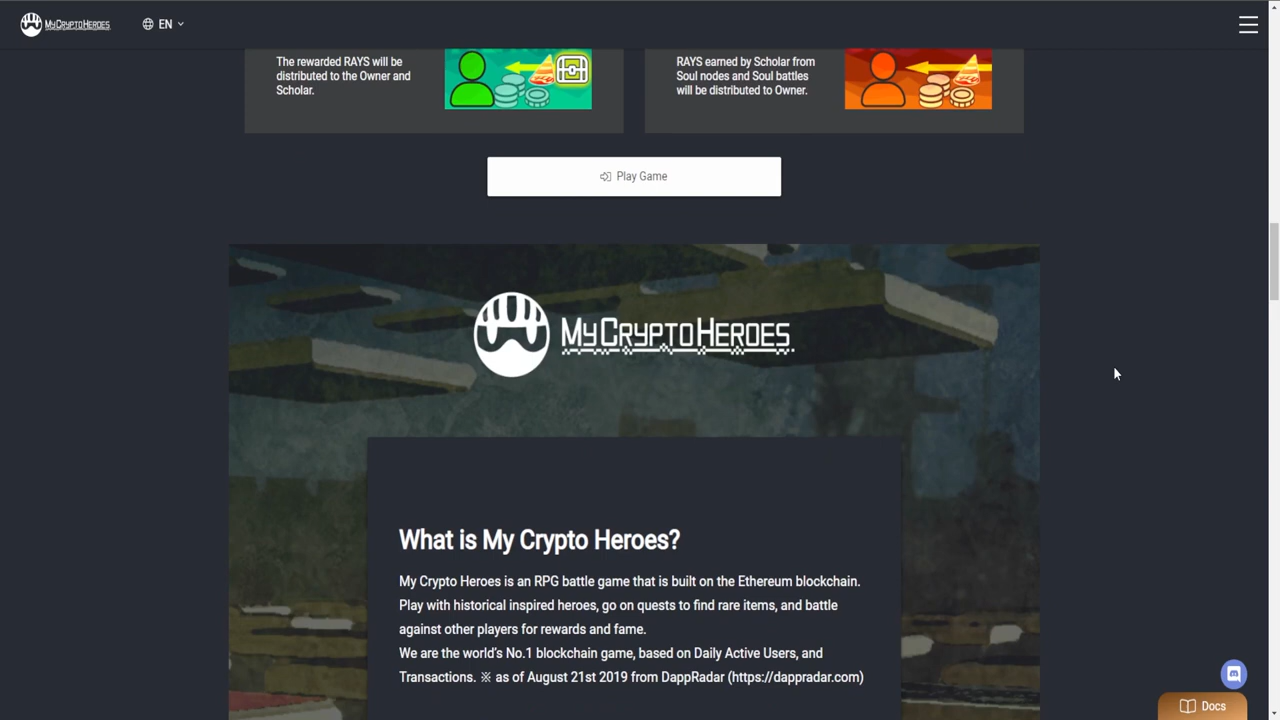 MyCryptoHeroes
EN
The rewarded RAYS will be
distributed to the Owner and
Scholar.
RAYS earned by Scholar from
Soul nodes and Soul battles
will be distributed to Owner.
Play Game
MyCryptoHeroes
What is My Crypto Heroes?
My Crypto Heroes is an RPG battle game that is built on the Ethereum blockchain.
Play with historical inspired heroes, go on quests to find rare items, and battle
against other players for rewards and fame.
We are the world's No.1 blockchain game, based on Daily Active Users, and
Transactions. ※ as of August 21st 2019 from DappRadar (https://dappradar.com)
Docs